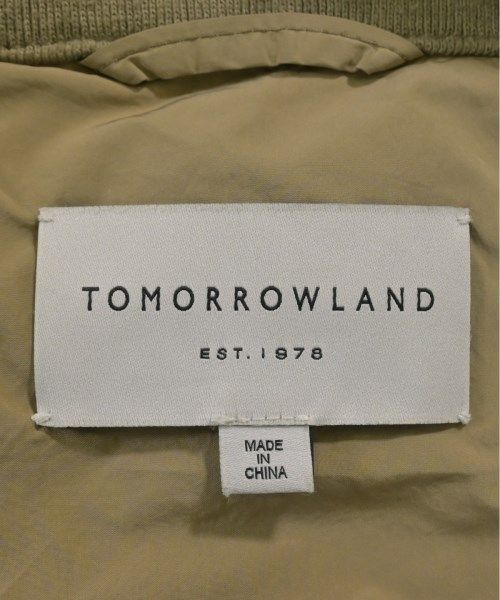 TOMORROWLAND
EST. 1978
MADE
IN
CHINA